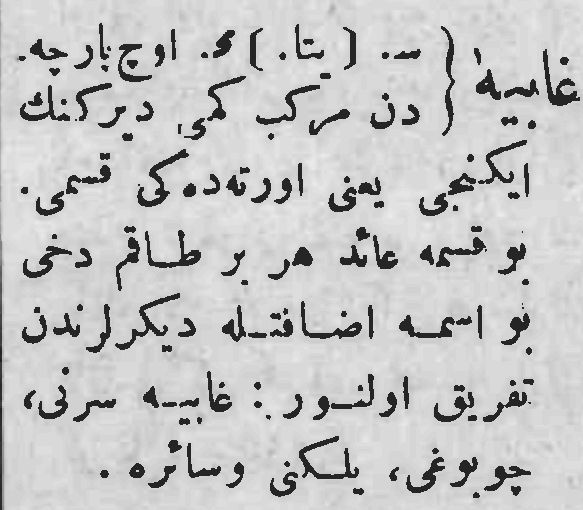 غابیه { س. [ یتا. ] ء. اوچ پارچه.
دن مرکب کمی دیرکنك
ایکنجی یعنی اورته‌ده‌کی قسمی.
بو قسمه عائد هر بر طاقم دخی
بو اسمه اضافتله دیکرلرندن
تفریق اولنور: غابیه سرنی،
چوبوغی، یلکنی وسائره.